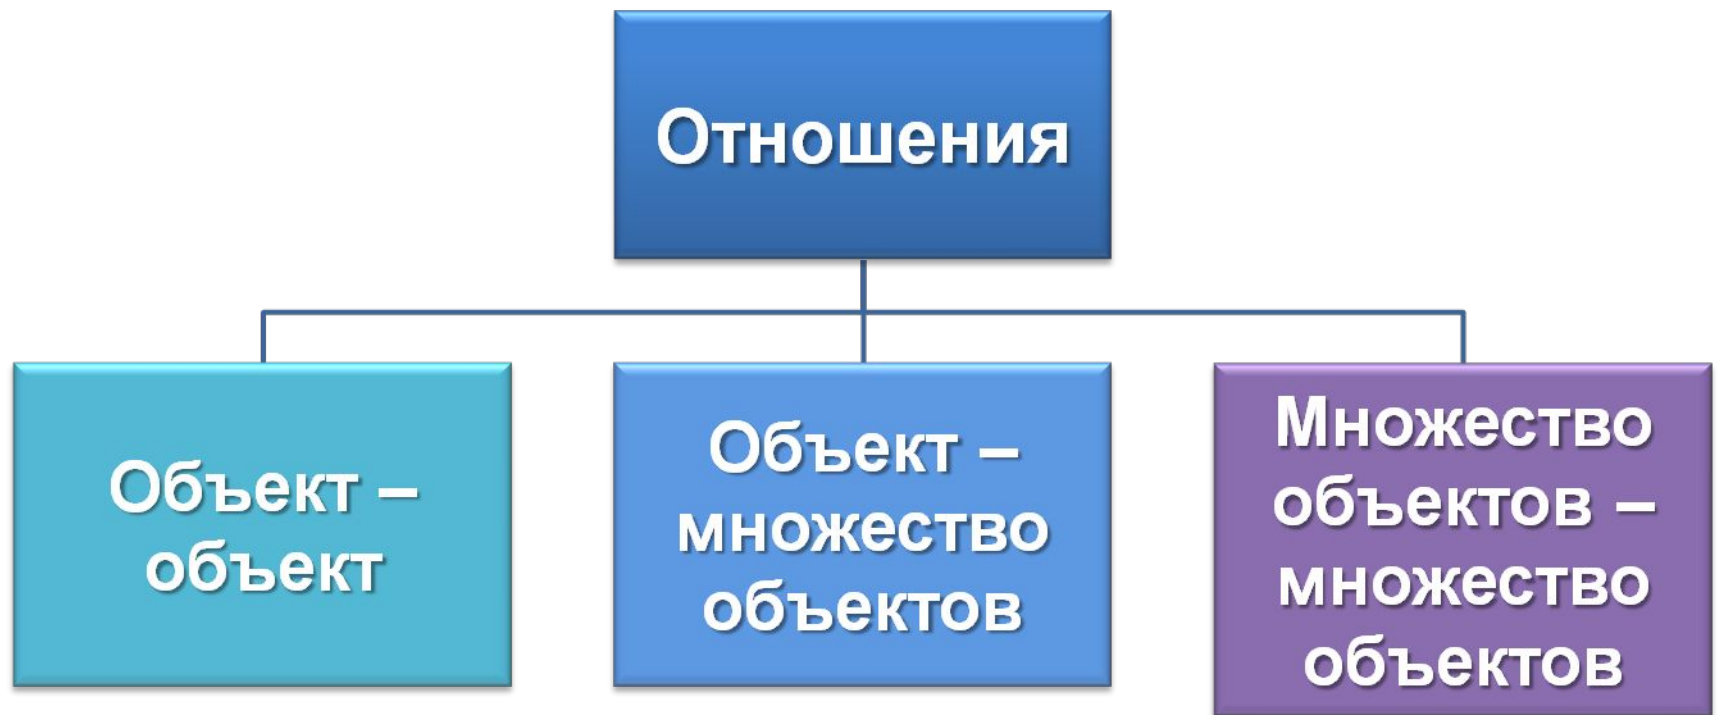 Отношения
Объект –
объект
Объект –
множество
объектов
Множество
объектов –
множество
объектов